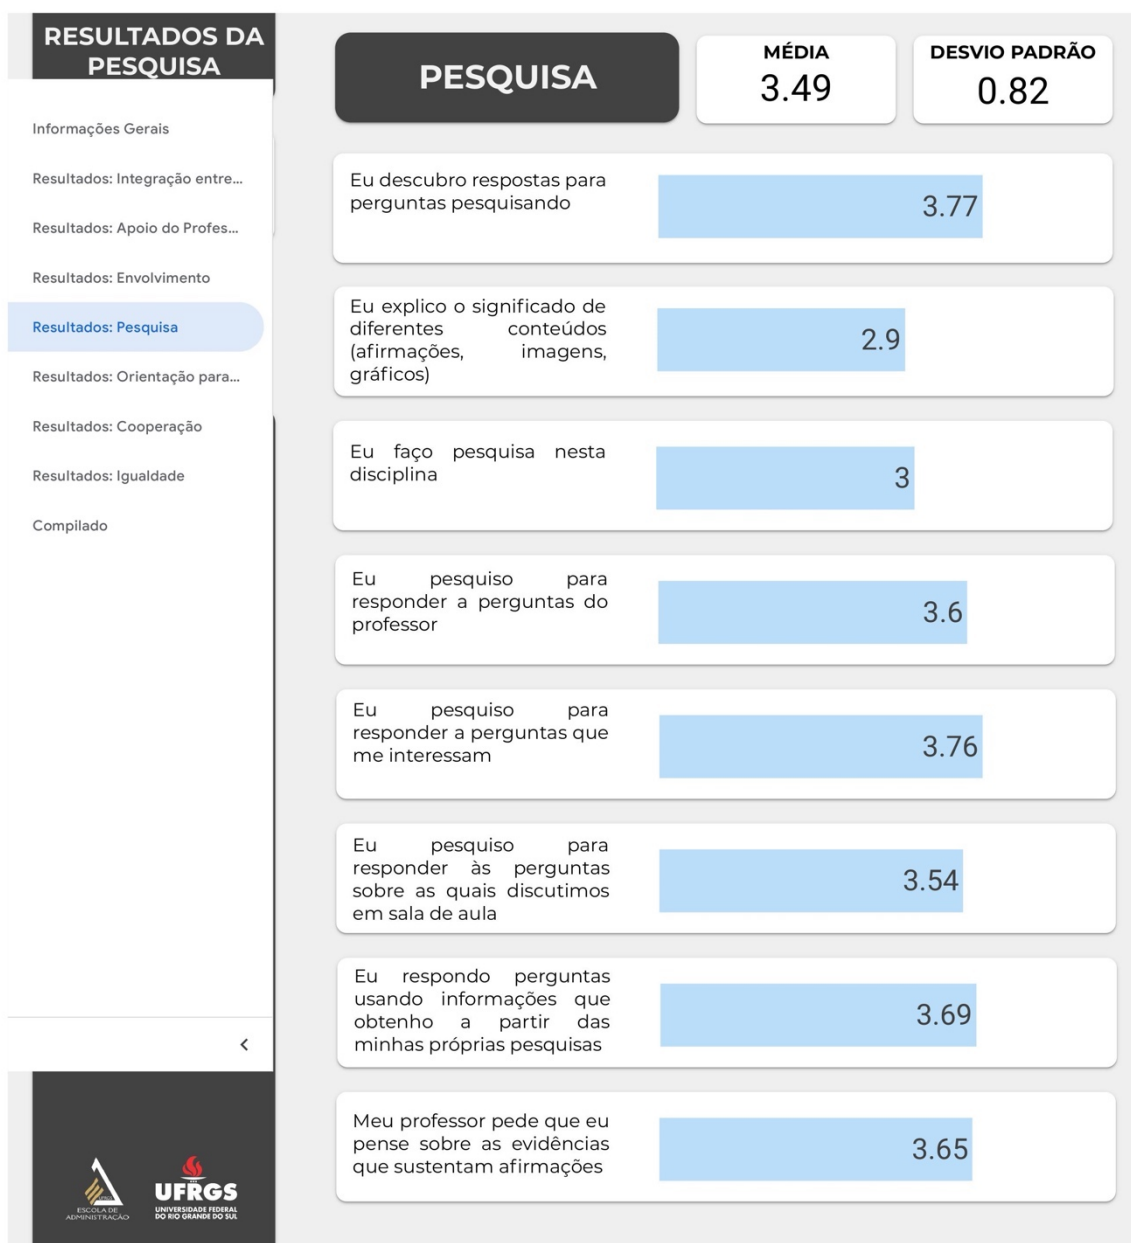 RESULTADOS DA
PESQUISA
Informações Gerais
Resultados: Integração entre...
Resultados: Apoio do Profes...
Resultados: Envolvimento
Resultados: Pesquisa
Resultados: Orientação para...
Resultados: Cooperação
Resultados: Igualdade
Compilado
PESQUISA
MÉDIA
3.49
DESVIO PADRÃO
0.82
Eu descubro respostas para
perguntas pesquisando
3.77
Eu explico o significado de
diferentes conteúdos
(afirmações, imagens,
gráficos)
2.9
Eu faço pesquisa nesta
disciplina
3
Eu pesquiso para
responder a perguntas do
professor
3.6
Eu pesquiso para
responder a perguntas que
me interessam
3.76
Eu pesquiso para
responder às perguntas
sobre as quais discutimos
em sala de aula
3.54
Eu respondo perguntas
usando informações que
obtenho a partir das
minhas próprias pesquisas
3.69
Meu professor pede que eu
pense sobre as evidências
que sustentam afirmações
3.65
ESCOLA DE
ADMINISTRAÇÃO
UFRGS
UNIVERSIDADE FEDERAL
DO RIO GRANDE DO SUL